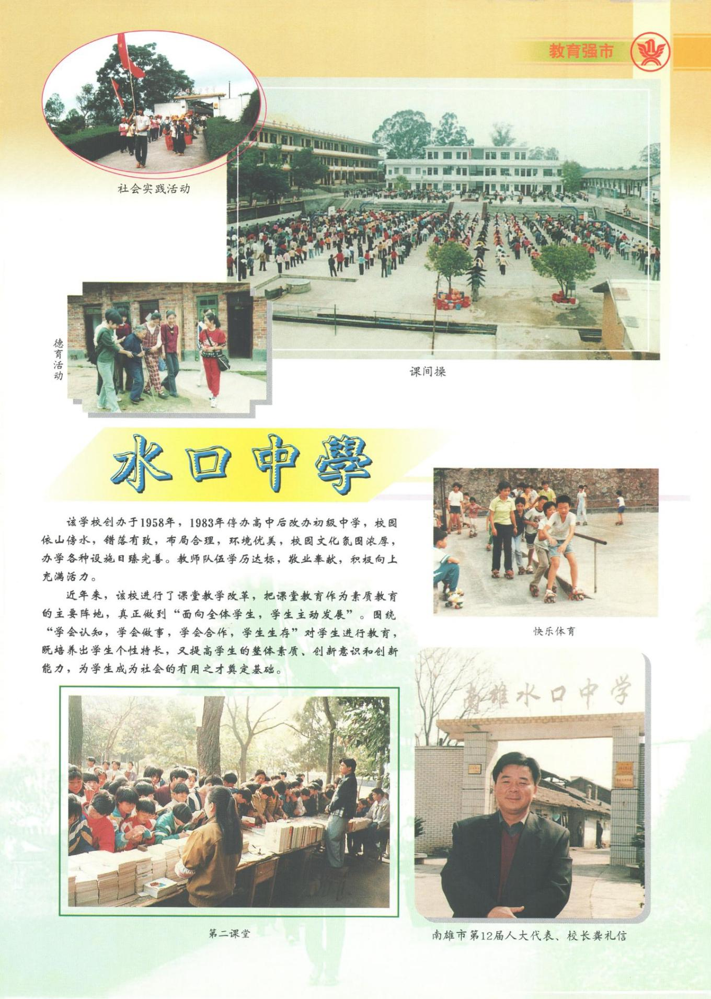 教育强市
社会实践活动
课间操
德育活动
水口中學
该学校创办于1958年，1983年停办高中后改办初级中学，校园
依山傍水，错落有致，布局合理，环境优美，校园文化氛围浓厚，
办学各种设施日臻完善。教师队伍学历达标，敬业奉献，积极向上
充满活力。
近年来，该校进行了课堂教学改革，把课堂教育作为素质教育
的主要阵地，真正做到“面向全体学生，学生主动发展”。围绕
“学会认知，学会做事，学会合作，学生生存”对学生进行教育，
既培养出学生个性特长，又提高学生的整体素质、创新意识和创新
能力，为学生成为社会的有用之才奠定基础。
快乐体育
南雄水口中学
第二课堂
南雄市第12届人大代表、校长龚礼信